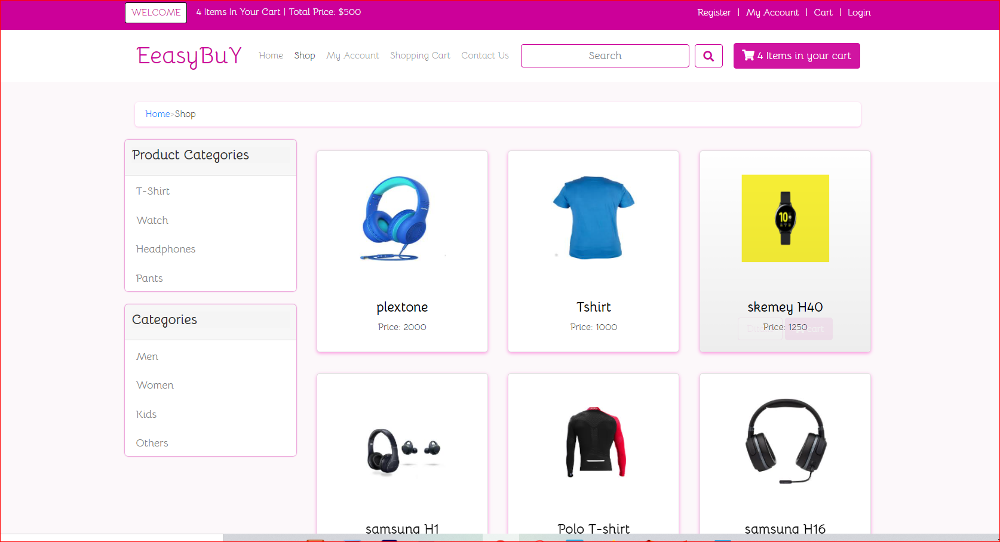 WELCOME 4 Items In Your Cart | Total Price: $500 Register | My Account | Cart | Login
EeasyBuY Home Shop My Account Shopping Cart Contact Us Search 4 Items in your cart
Home>Shop
Product Categories
T-Shirt
Watch
Headphones
Pants
Categories
Men
Women
Kids
Others
plextone
Price: 2000
Tshirt
Price: 1000
10
skemey H40
Price: 1250
cart
samsung H1
Polo T-shirt
samsung H16